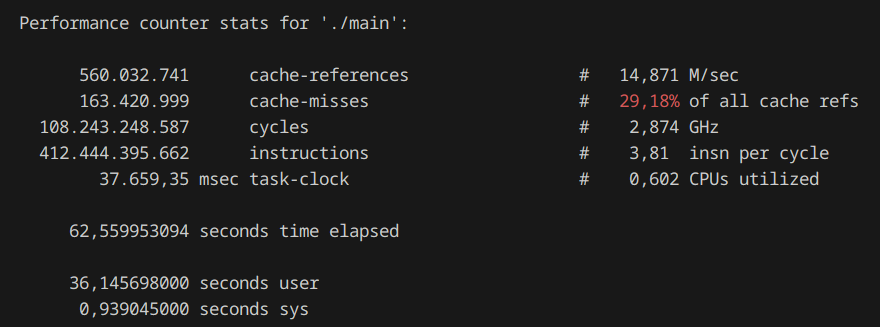 Performance counter stats for './main':
560.032.741 cache-references # 14,871 M/sec
163.420.999 cache-misses # 29,18% of all cache refs
108.243.248.587 cycles # 2,874 GHz
412.444.395.662 instructions # 3,81 insn per cycle
37.659,35 msec task-clock # 0,602 CPUs utilized
62,559953094 seconds time elapsed
36,145698000 seconds user
0,939045000 seconds sys